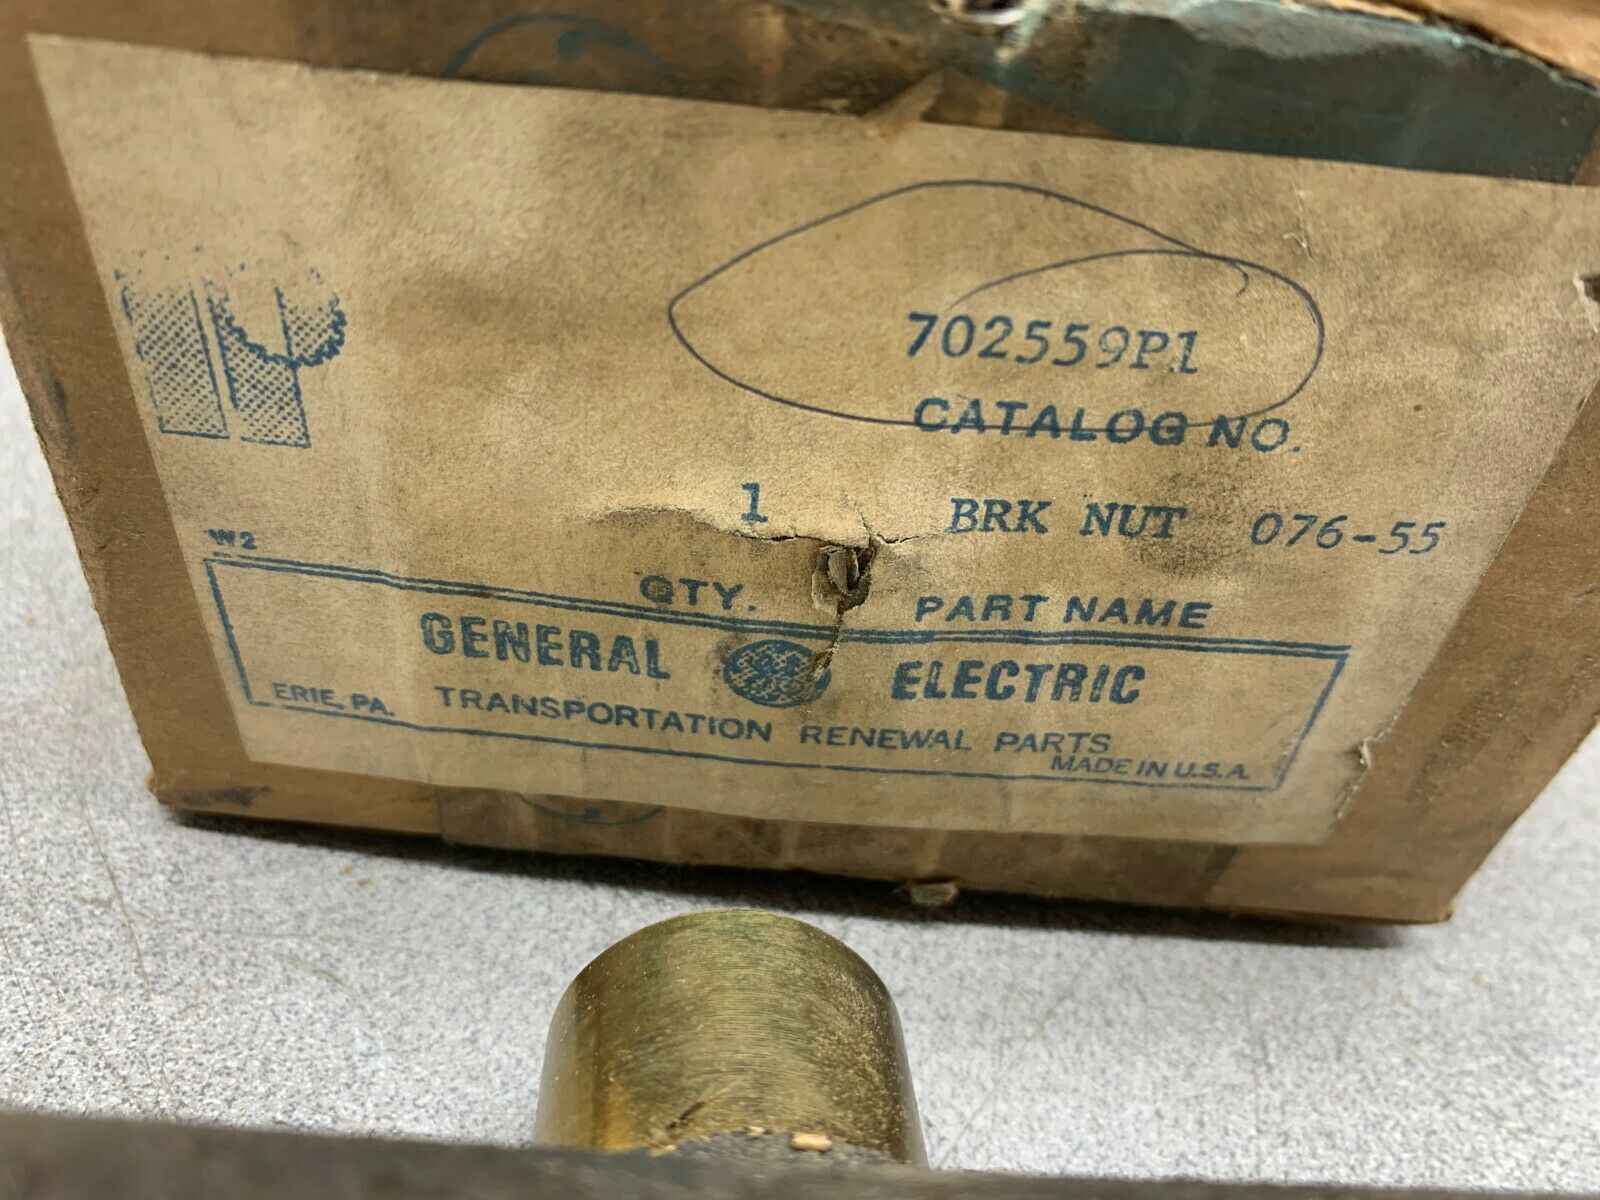 702559P1
CATALOG NO.
1 BRK NUT 076-55
W2
QTY. PART NAME
GENERAL ELECTRIC
ERIE, PA. TRANSPORTATION RENEWAL PARTS
MADE IN U.S.A.